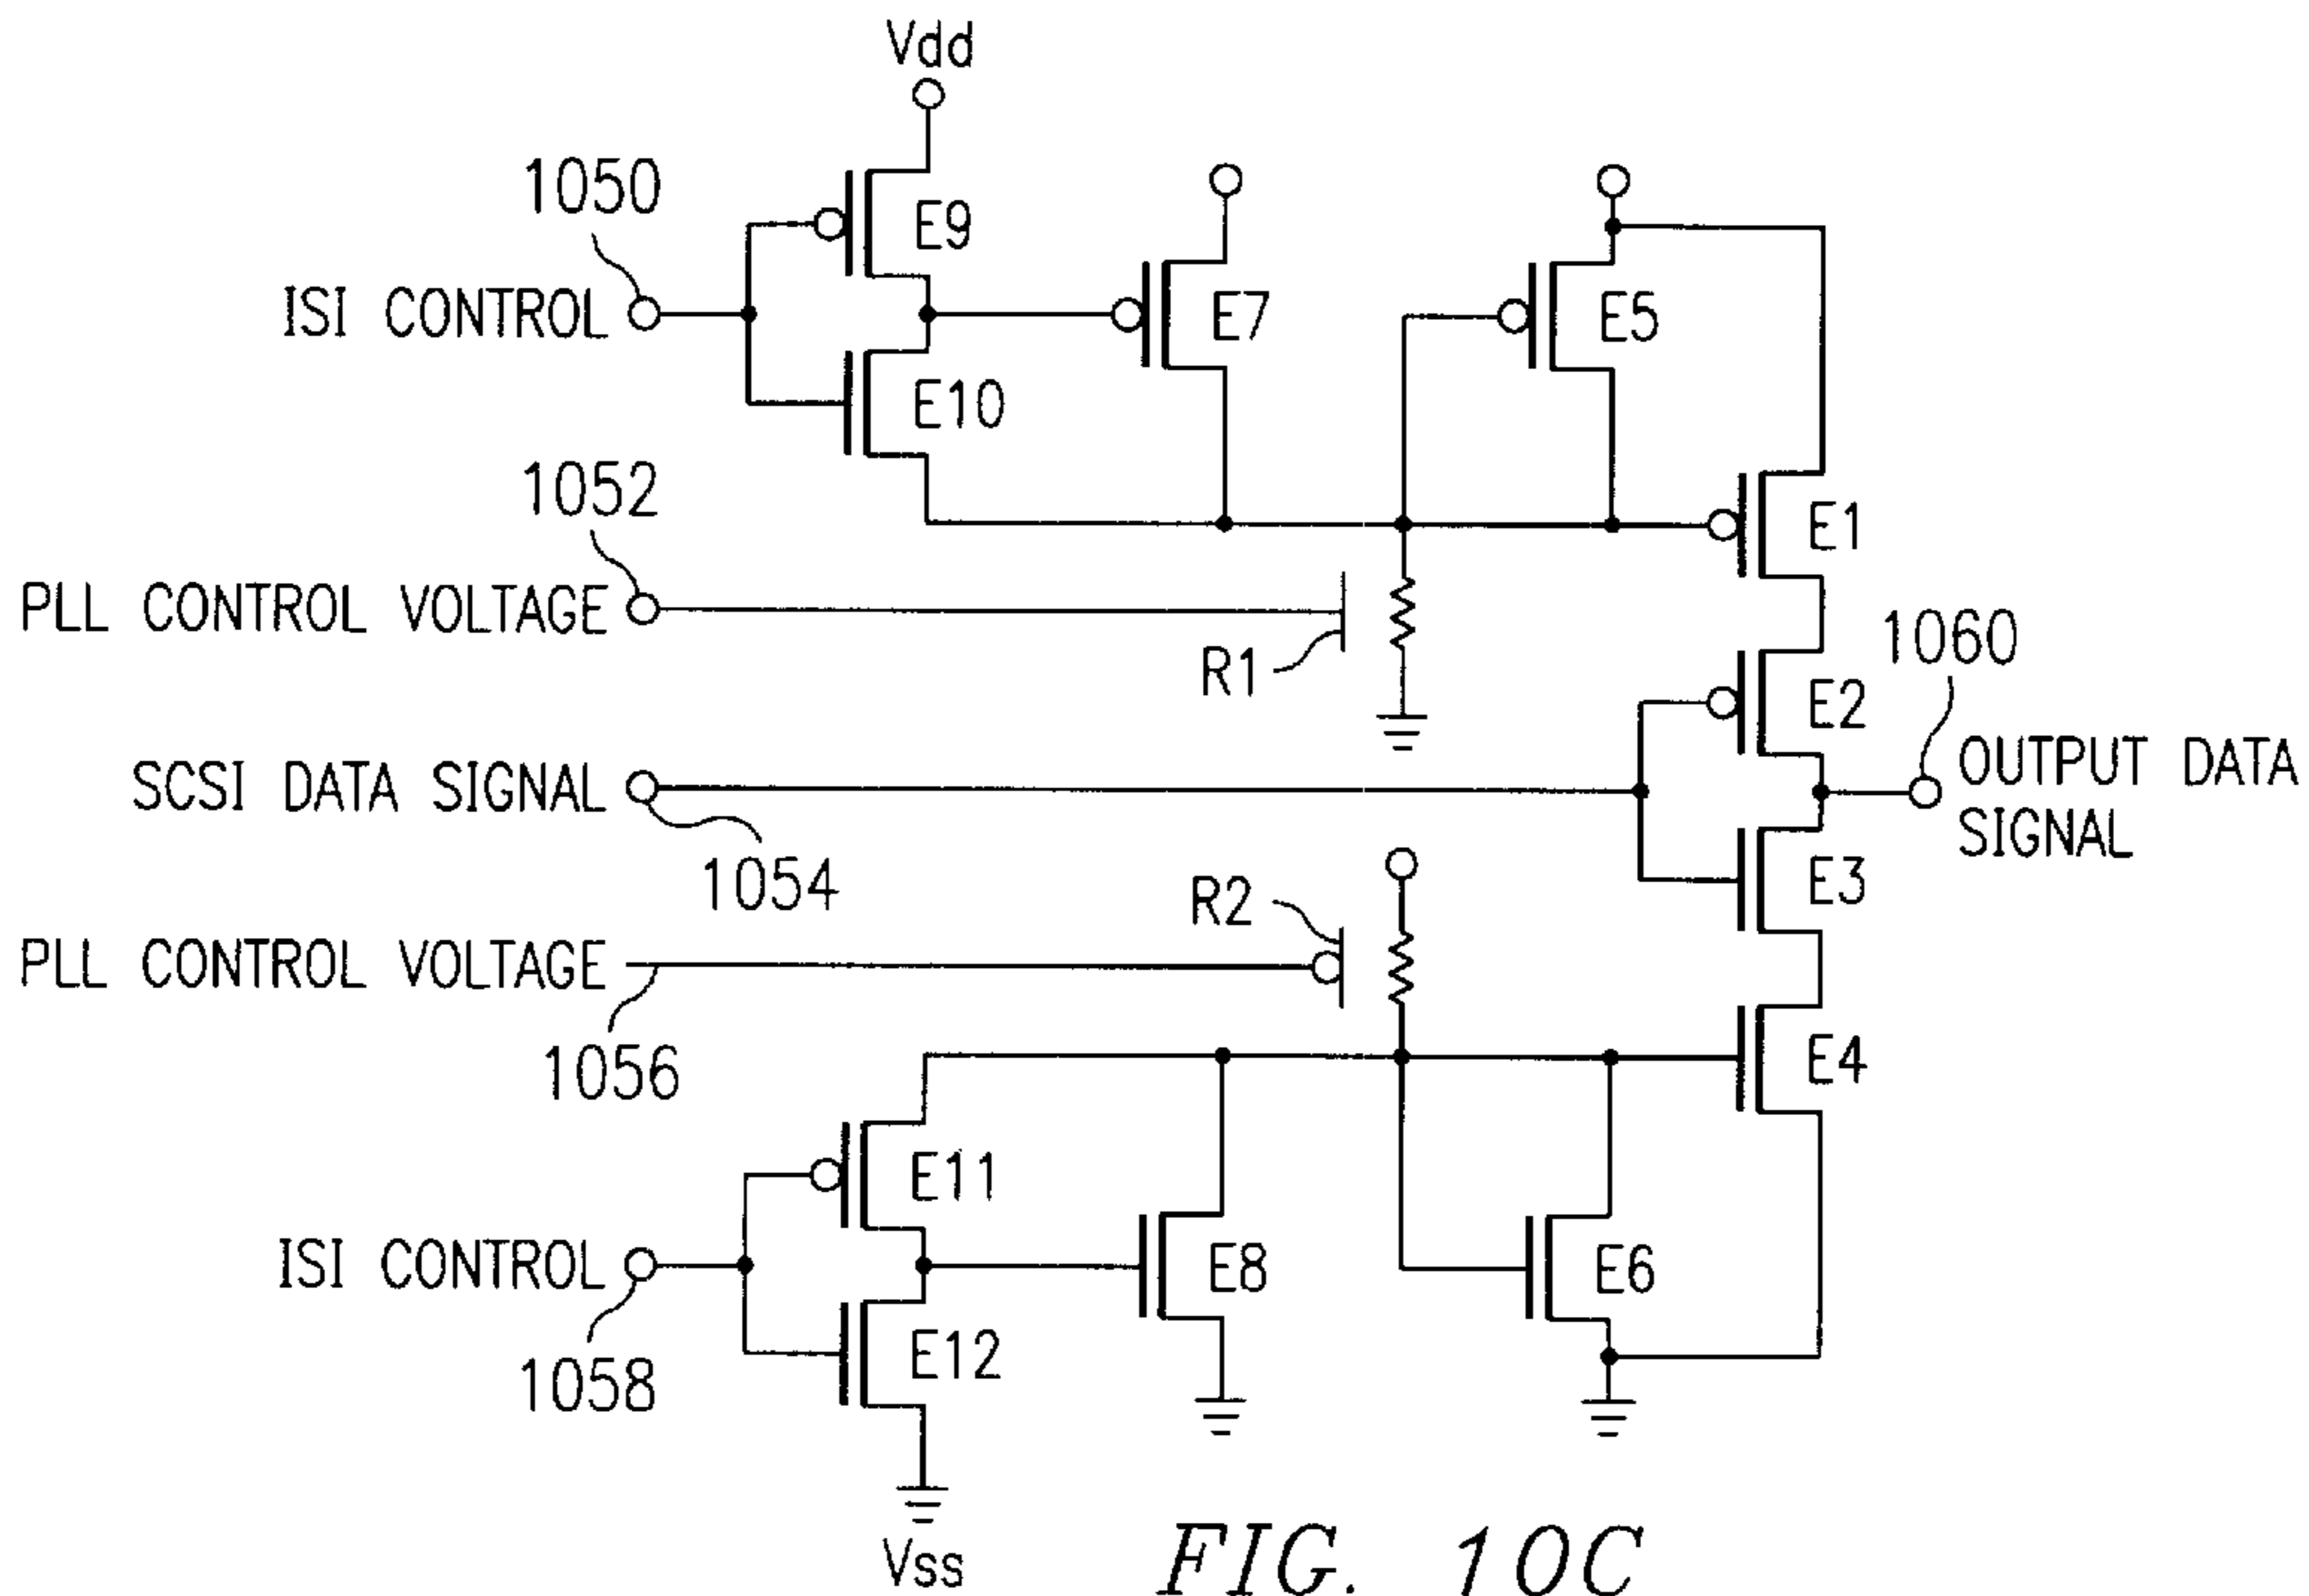 Vdd
1050
E9
ISI CONTROL
E7
E5
E10
1052
E1
PLL CONTROL VOLTAGE
R1
1060
E2
SCSI DATA SIGNAL
OUTPUT DATA
SIGNAL
1054
R2
E3
PLL CONTROL VOLTAGE
1056
E4
E11
ISI CONTROL
E8
E6
E12
1058
Vss
FIG. 10C